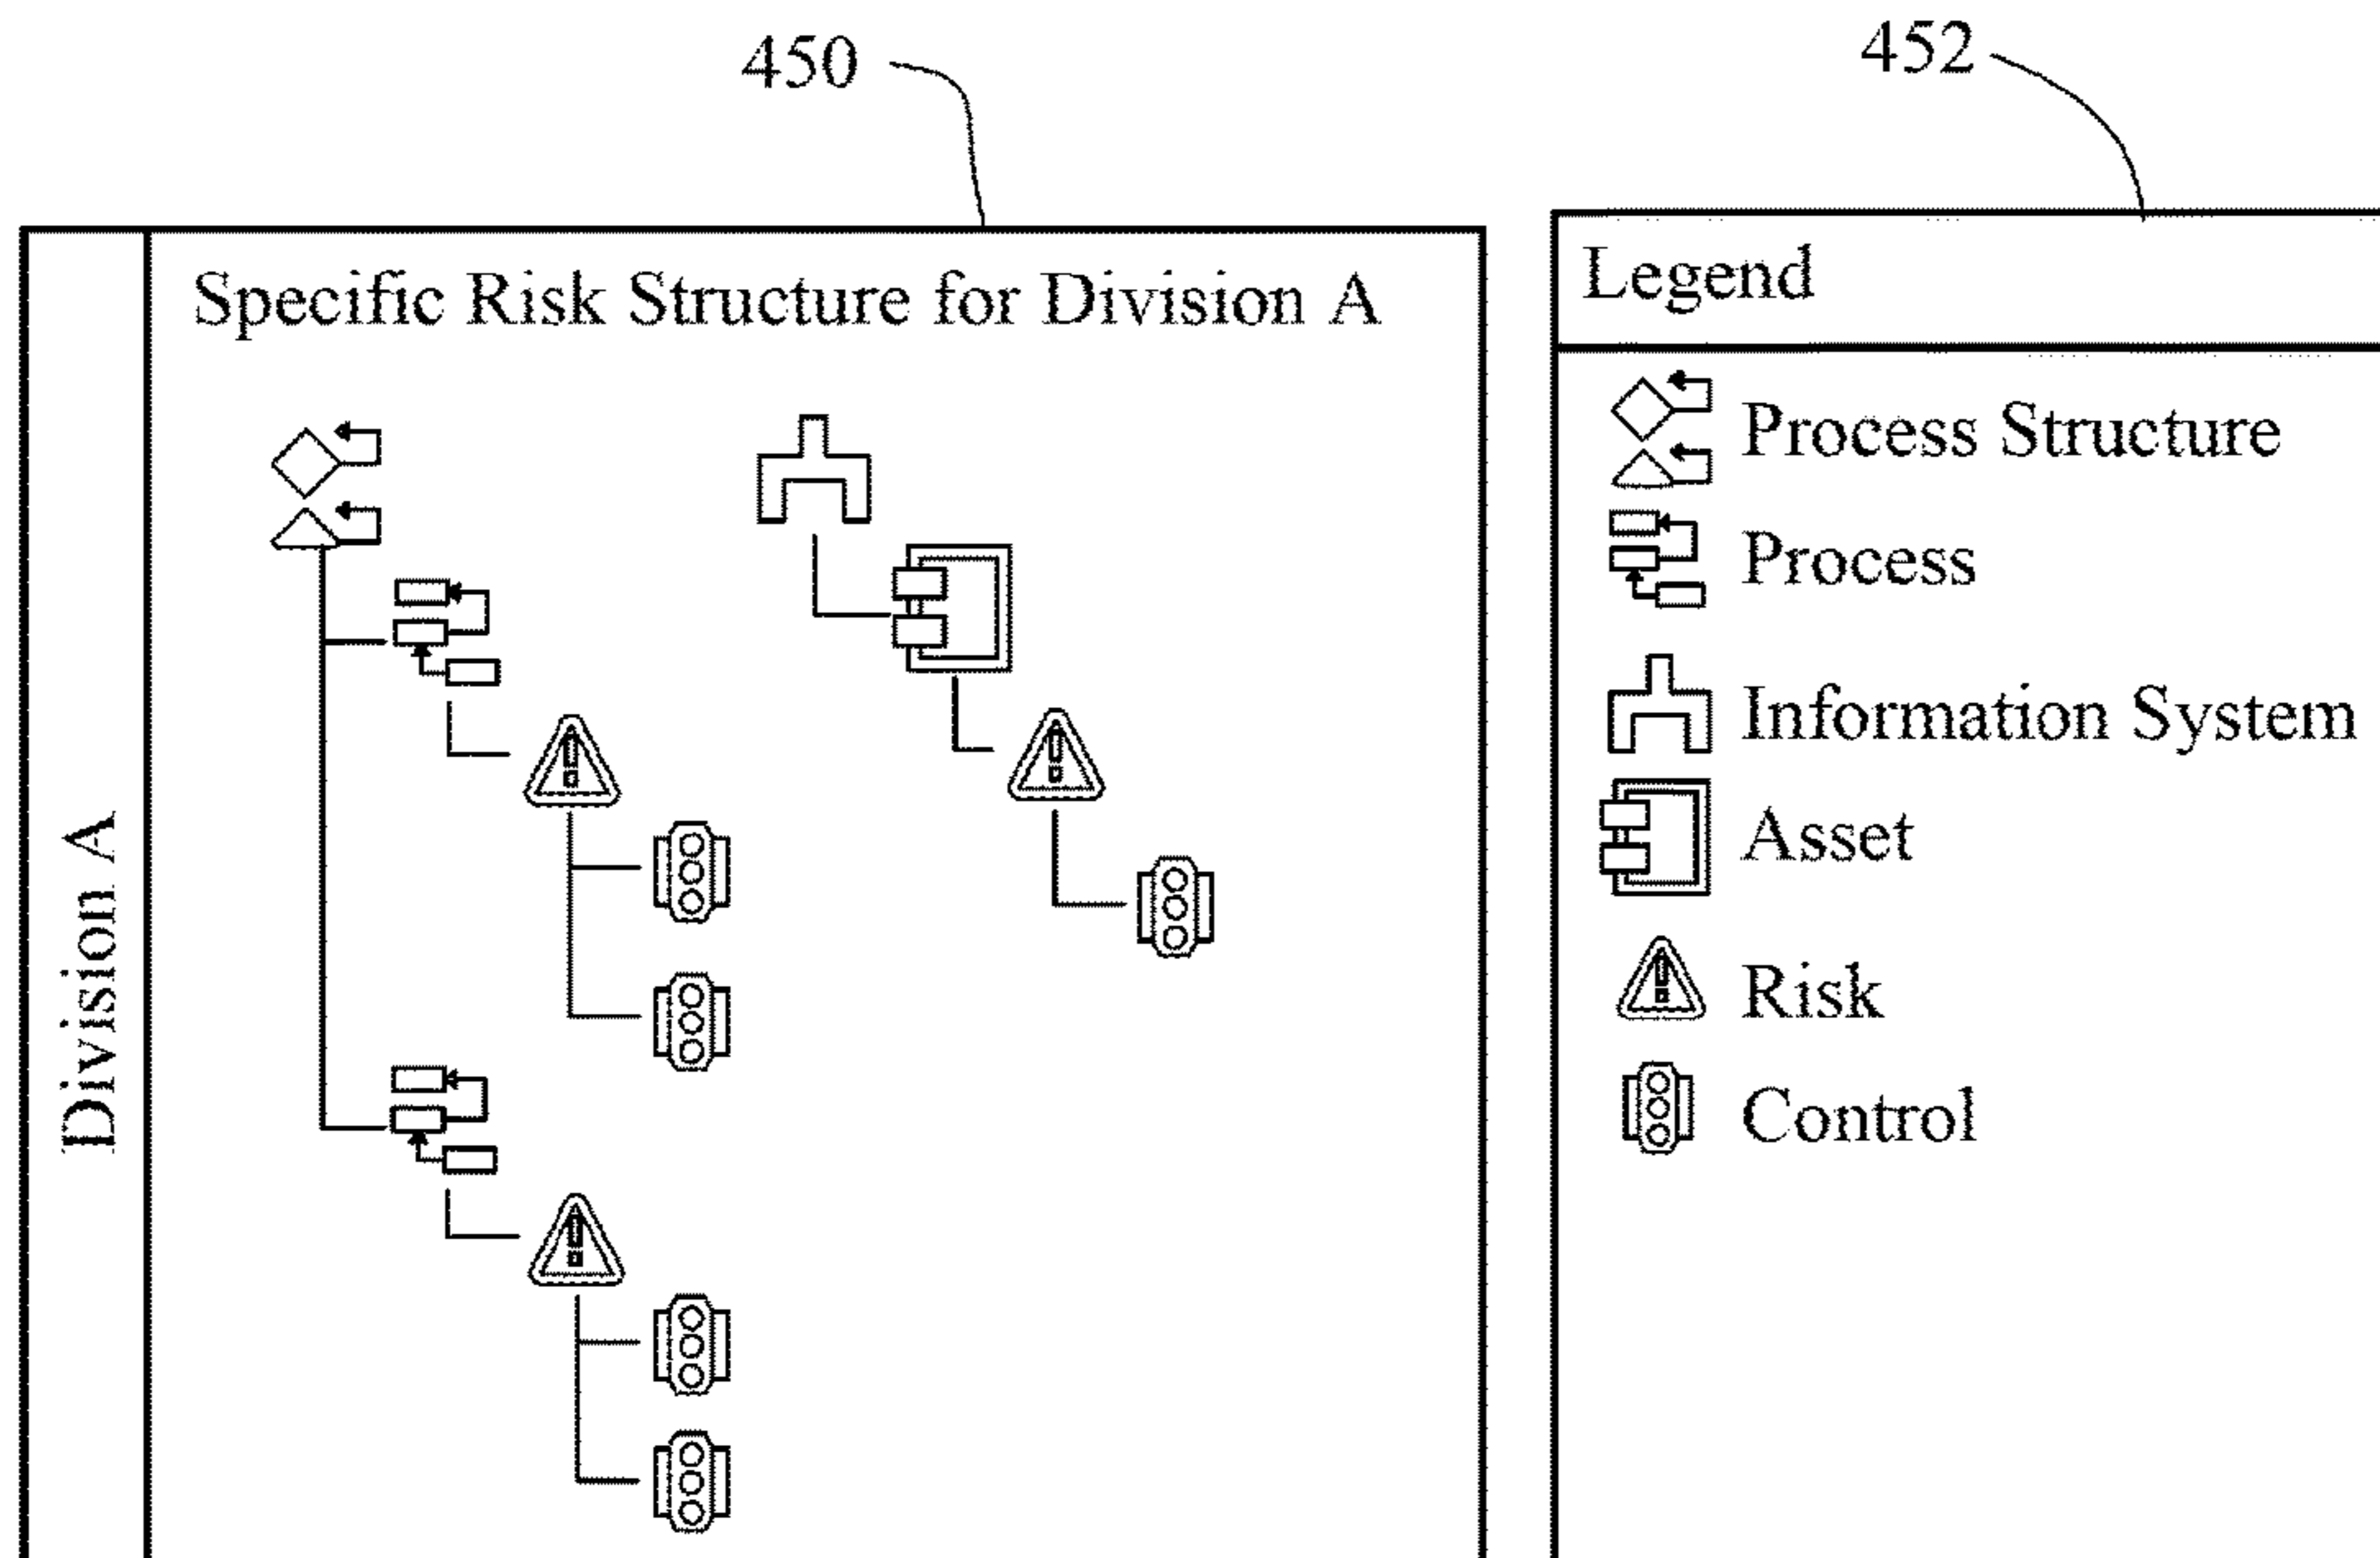 450
452
Specific Risk Structure for Division A
Division A
Legend
Process Structure
Process
Information System
Asset
Risk
Control